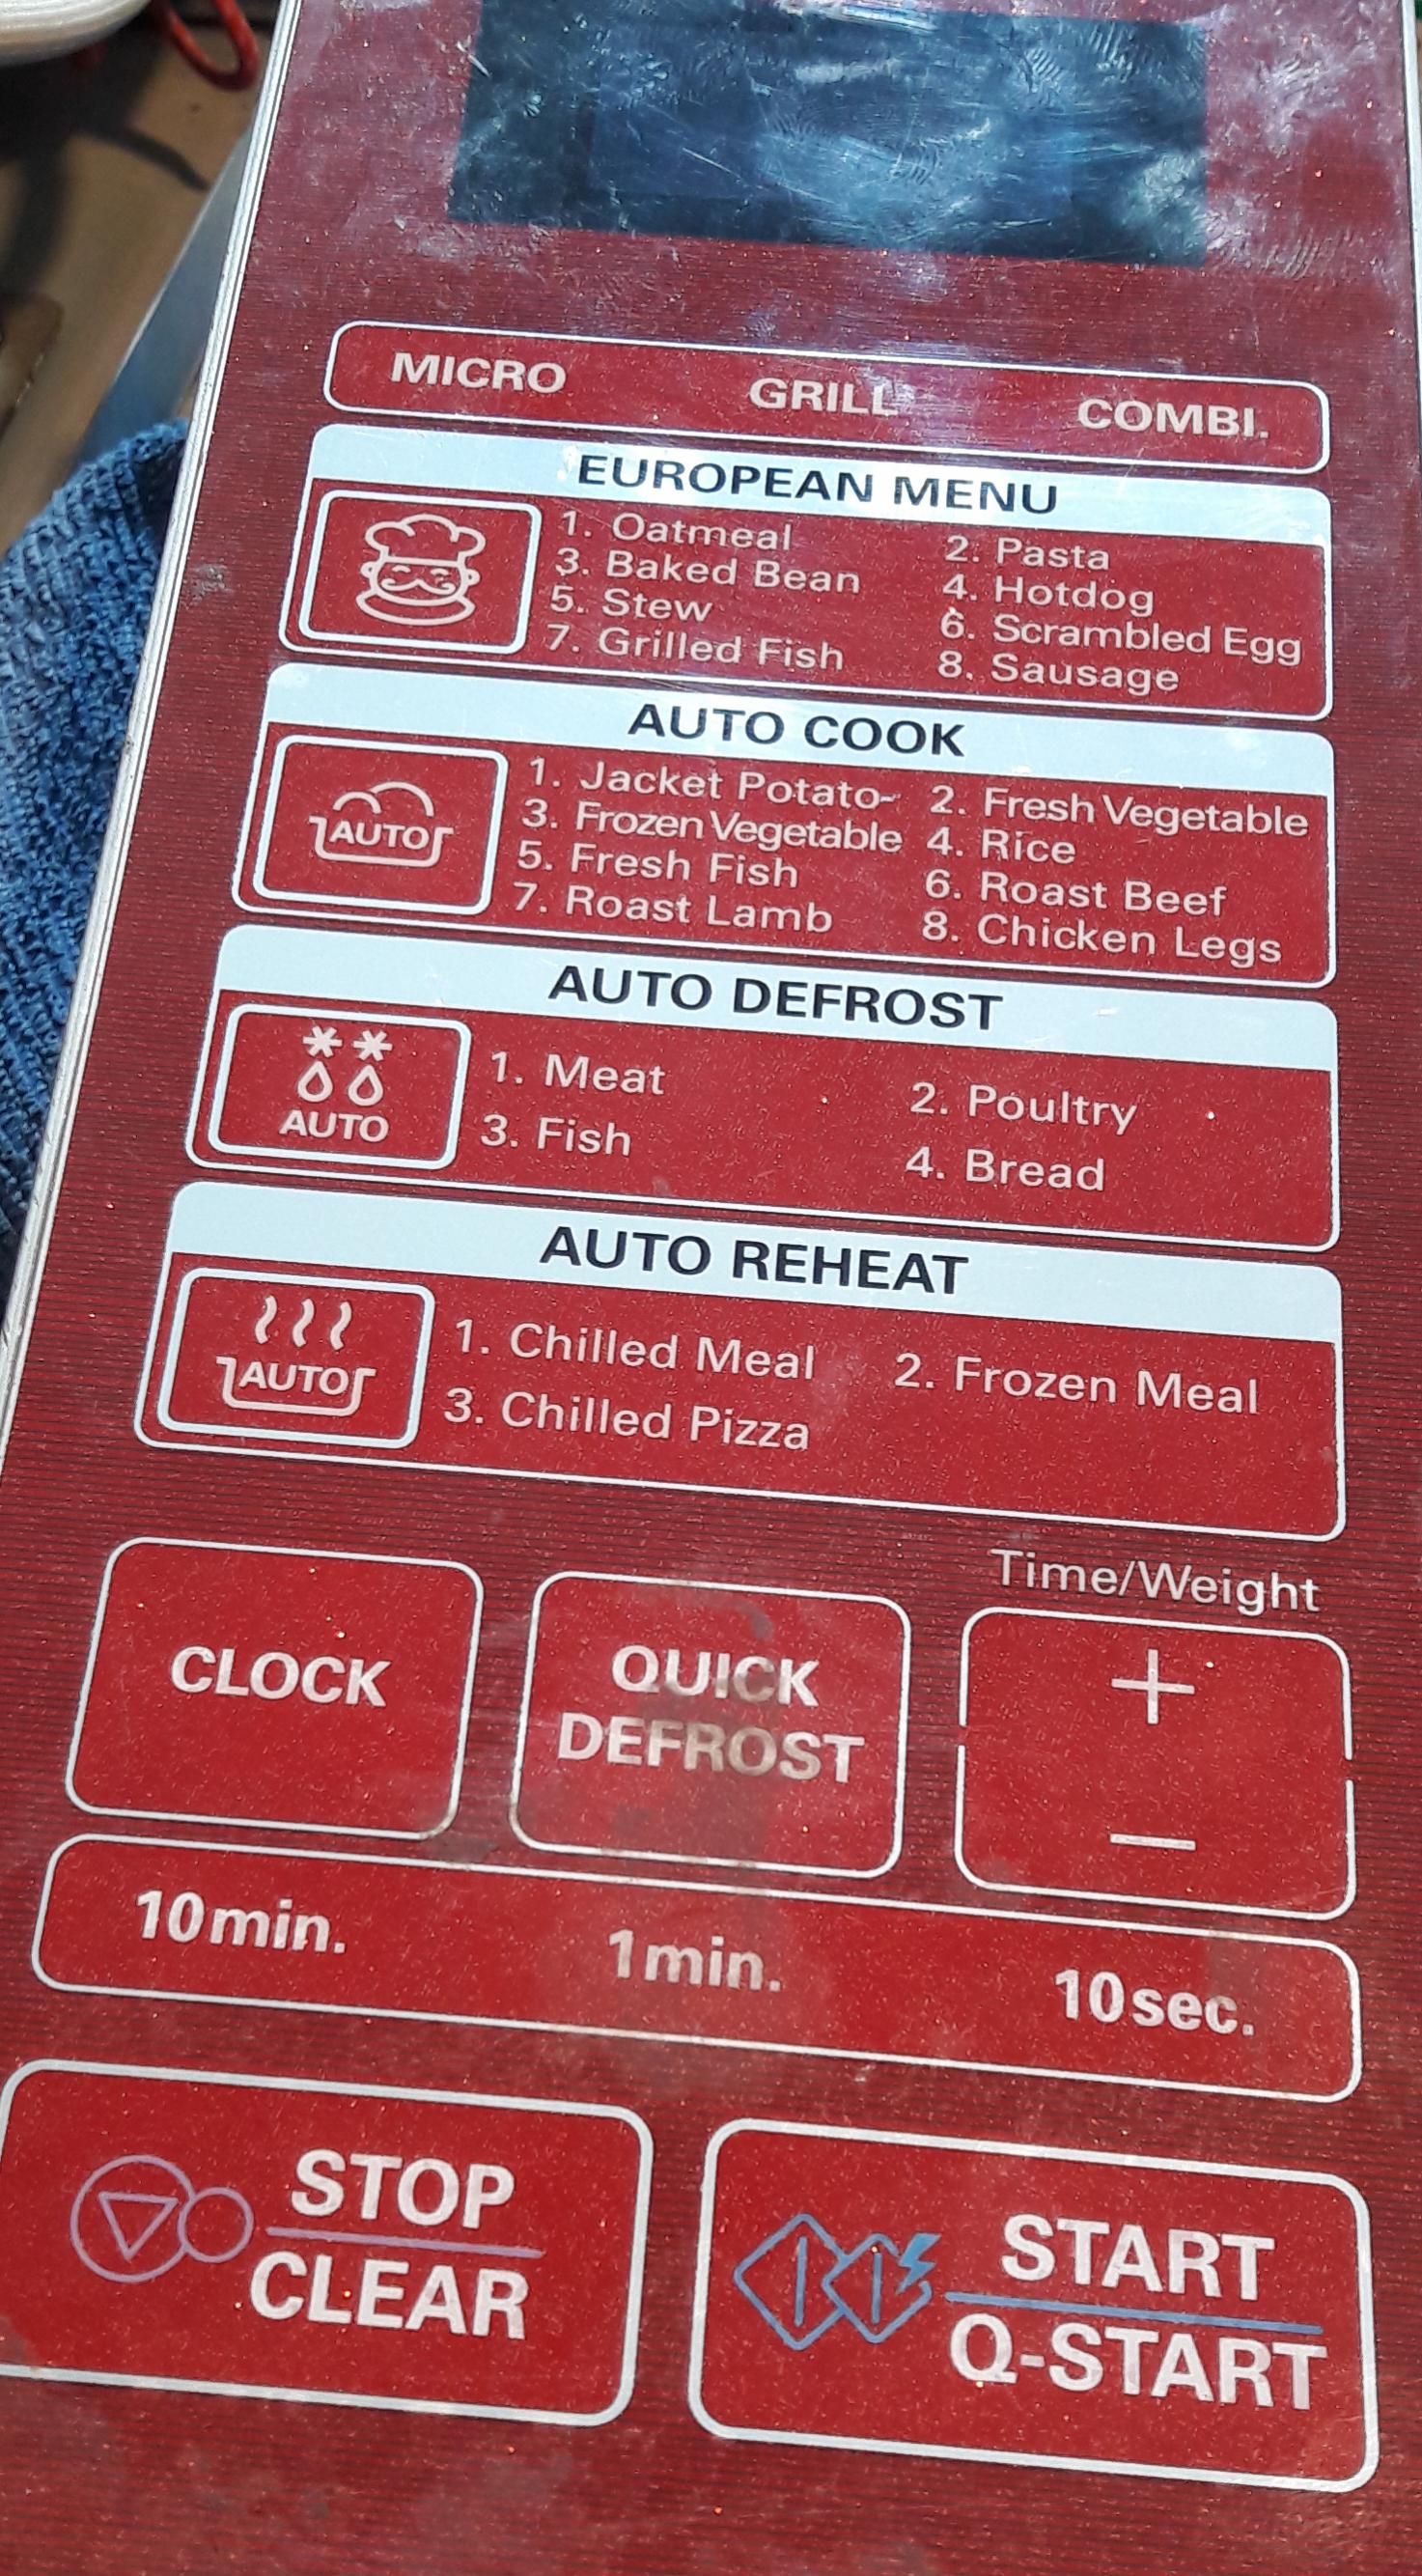 MICRO GRILL COMBI.
EUROPEAN MENU
1. Oatmeal 2. Pasta
3. Baked Bean 4. Hotdog
5. Stew 6. Scrambled Egg
7. Grilled Fish 8. Sausage
AUTO COOK
AUTO
1. Jacket Potato 2. Fresh Vegetable
3. Frozen Vegetable 4. Rice
5. Fresh Fish 6. Roast Beef
7. Roast Lamb 8. Chicken Legs
AUTO DEFROST
AUTO
1. Meat 2. Poultry
3. Fish 4. Bread
AUTO REHEAT
AUTO
1. Chilled Meal 2. Frozen Meal
3. Chilled Pizza
Time/Weight
CLOCK
QUICK
DEFROST
+
−
10min. 1min. 10sec.
STOP
CLEAR
START
Q-START